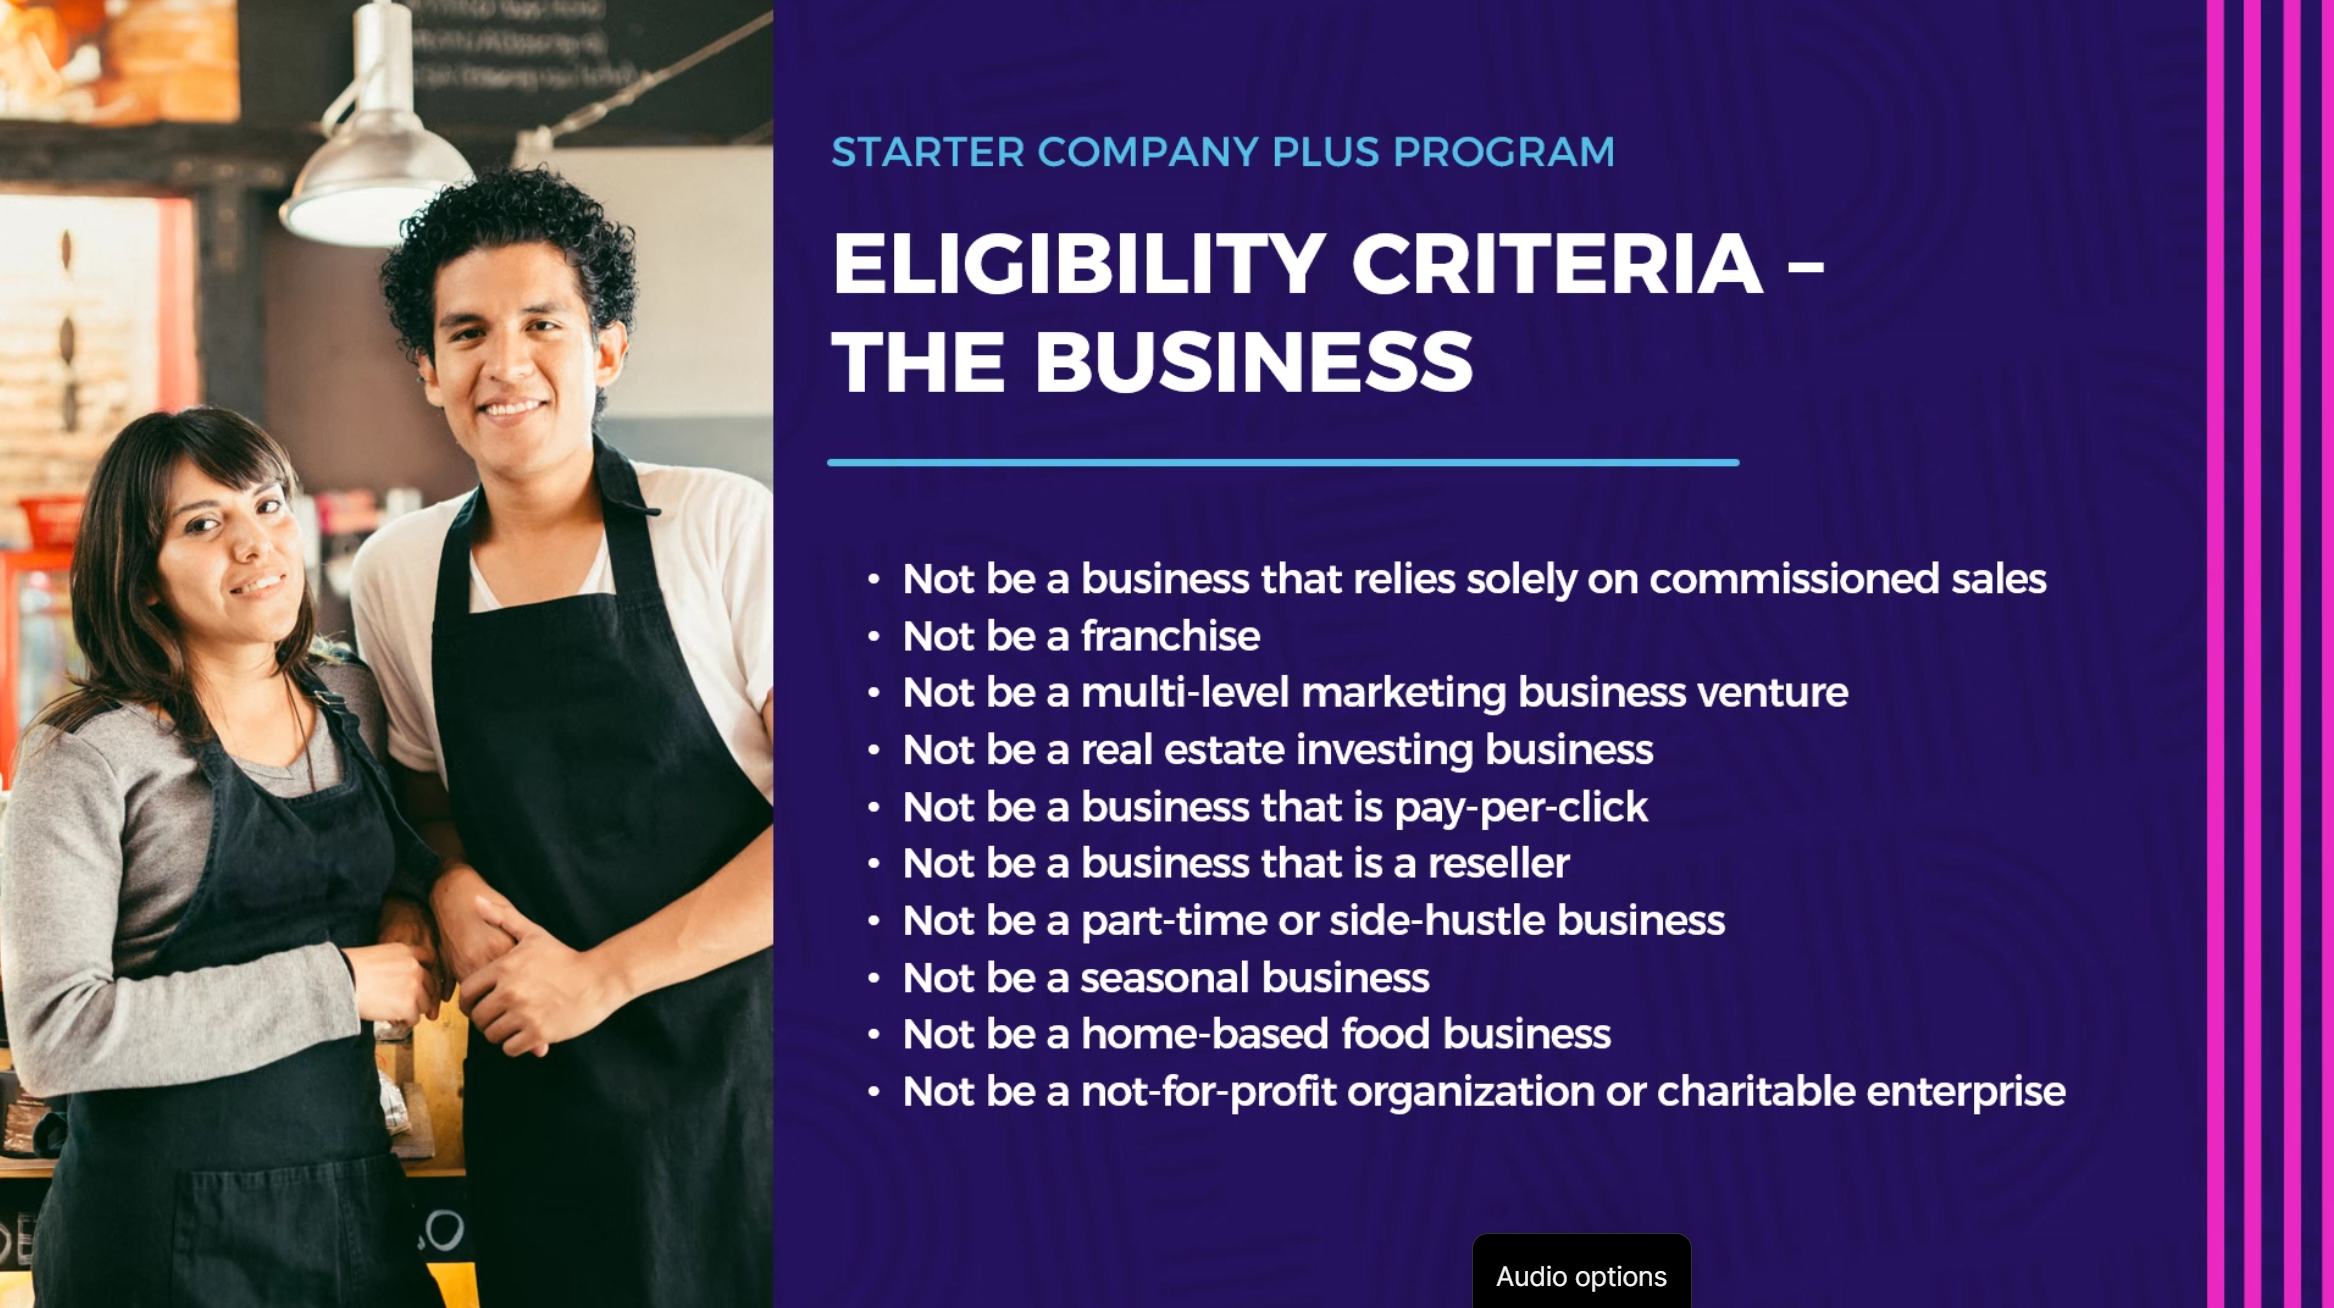 STARTER COMPANY PLUS PROGRAM
ELIGIBILITY CRITERIA –
THE BUSINESS
• Not be a business that relies solely on commissioned sales
• Not be a franchise
• Not be a multi-level marketing business venture
• Not be a real estate investing business
• Not be a business that is pay-per-click
• Not be a business that is a reseller
• Not be a part-time or side-hustle business
• Not be a seasonal business
• Not be a home-based food business
• Not be a not-for-profit organization or charitable enterprise
Audio options